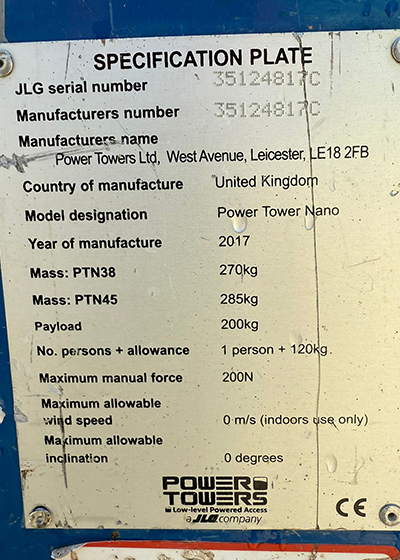 SPECIFICATION PLATE
JLG serial number 35124817C
Manufacturers number 35124817C
Manufacturers name
Power Towers Ltd, West Avenue, Leicester, LE18 2FB
Country of manufacture United Kingdom
Model designation Power Tower Nano
Year of manufacture 2017
Mass: PTN38 270kg
Mass: PTN45 285kg
Payload 200kg
No. persons + allowance 1 person + 120kg
Maximum manual force 200N
Maximum allowable
wind speed 0 m/s (indoors use only)
Maximum allowable
inclination 0 degrees
POWER
TOWERS
Low-level Powered Access
a JLG company
CE